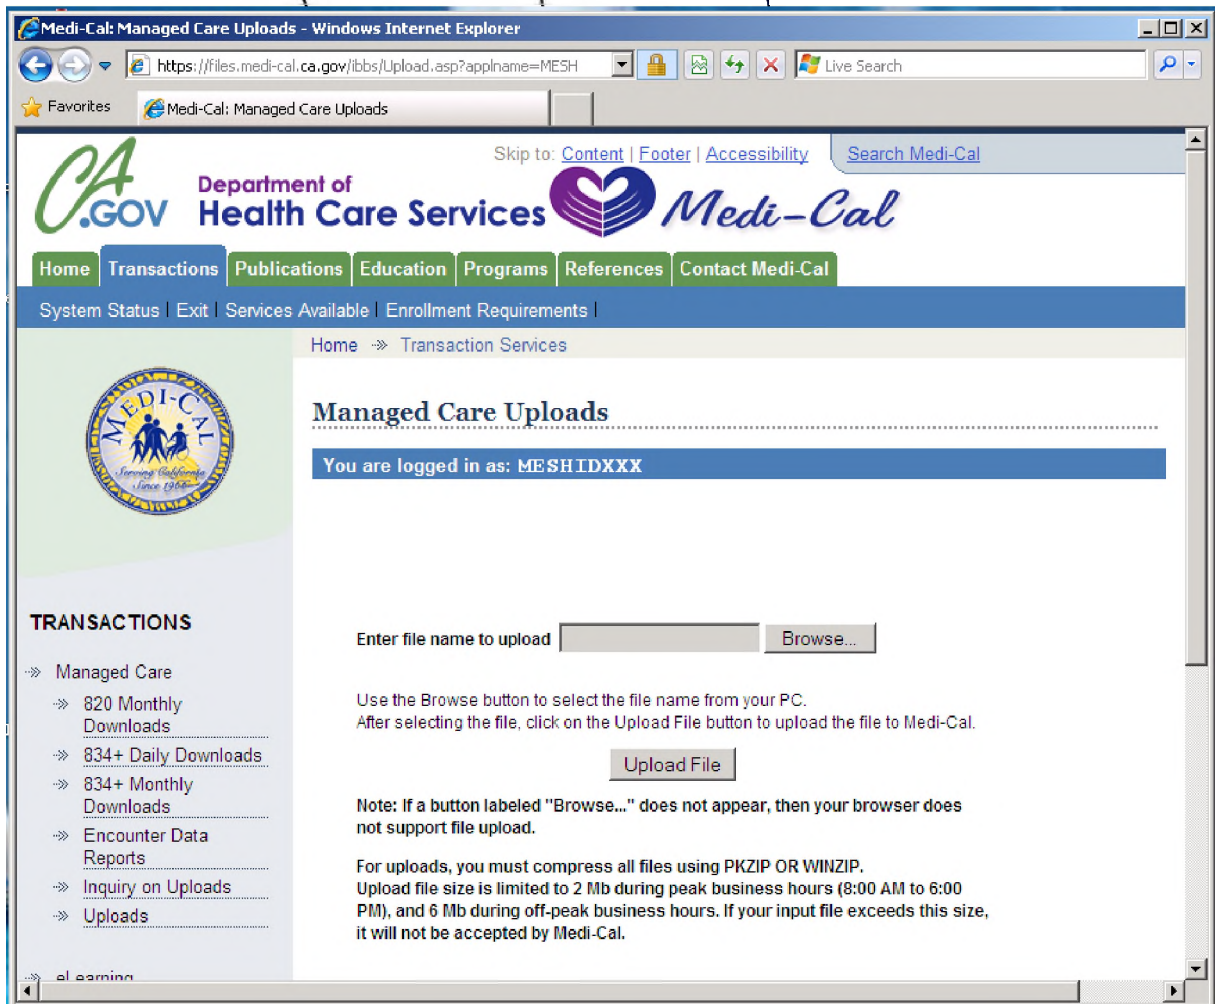 Medi-Cal: Managed Care Uploads - Windows Internet Explorer
https://files.medi-cal.ca.gov/ibbs/Upload.asp?applname=MESH
Live Search
Favorites
Medi-Cal: Managed Care Uploads
Skip to: Content | Footer | Accessibility
Search Medi-Cal
CA.GOV
Department of
Health Care Services
Medi-Cal
Home Transactions Publications Education Programs References Contact Medi-Cal
System Status | Exit | Services Available | Enrollment Requirements |
Home Transaction Services
MEDI-CAL
Serving California
Since 1966
Managed Care Uploads
You are logged in as: MESHIDXXX
TRANSACTIONS
Managed Care
820 Monthly
Downloads
834+ Daily Downloads
834+ Monthly
Downloads
Encounter Data
Reports
Inquiry on Uploads
Uploads
eLearning
Enter file name to upload
Browse...
Use the Browse button to select the file name from your PC.
After selecting the file, click on the Upload File button to upload the file to Medi-Cal.
Upload File
Note: If a button labeled "Browse..." does not appear, then your browser does
not support file upload.
For uploads, you must compress all files using PKZIP OR WINZIP.
Upload file size is limited to 2 Mb during peak business hours (8:00 AM to 6:00
PM), and 6 Mb during off-peak business hours. If your input file exceeds this size,
it will not be accepted by Medi-Cal.